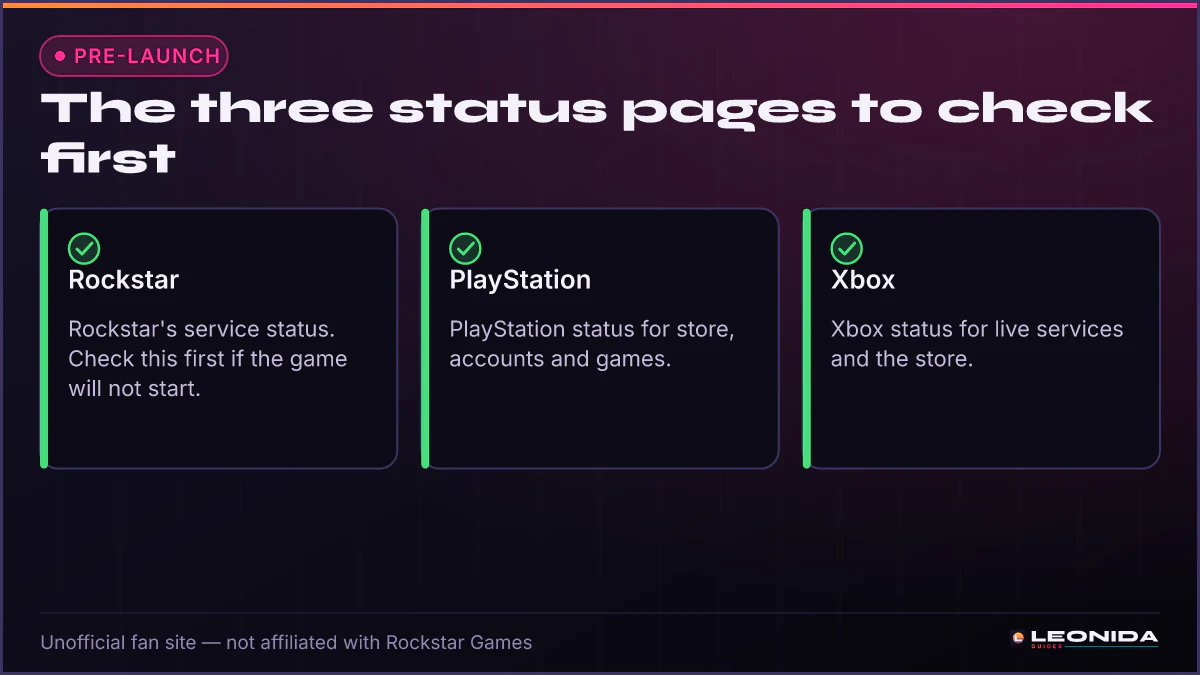 PRE-LAUNCH
The three status pages to check
first
Rockstar
Rockstar's service status.
Check this first if the game
will not start.
PlayStation
PlayStation status for store,
accounts and games.
Xbox
Xbox status for live services
and the store.
Unofficial fan site — not affiliated with Rockstar Games
LEONIDA
GUIDES